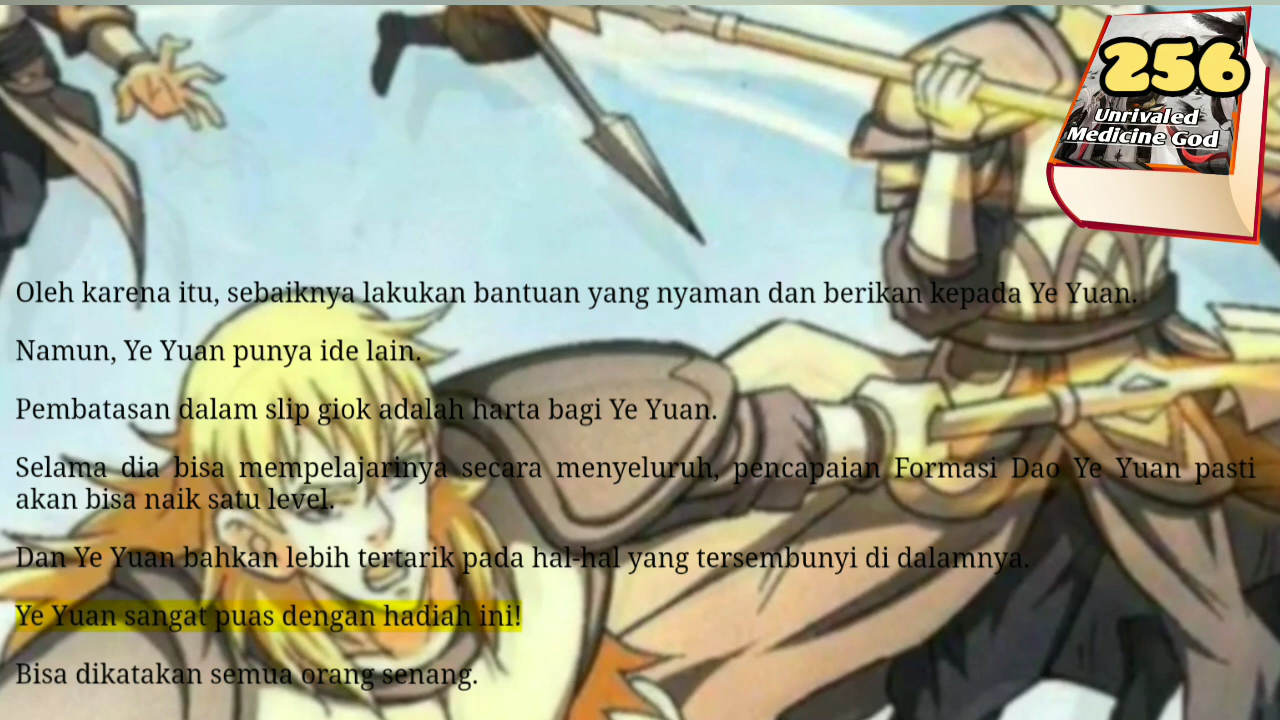 256
Unrivaled
Medicine God
Oleh karena itu, sebaiknya lakukan bantuan yang nyaman dan berikan kepada Ye Yuan.
Namun, Ye Yuan punya ide lain.
Pembatasan dalam slip giok adalah harta bagi Ye Yuan.
Selama dia bisa mempelajarinya secara menyeluruh, pencapaian Formasi Dao Ye Yuan pasti
akan bisa naik satu level.
Dan Ye Yuan bahkan lebih tertarik pada hal-hal yang tersembunyi di dalamnya.
Ye Yuan sangat puas dengan hadiah ini!
Bisa dikatakan semua orang senang.